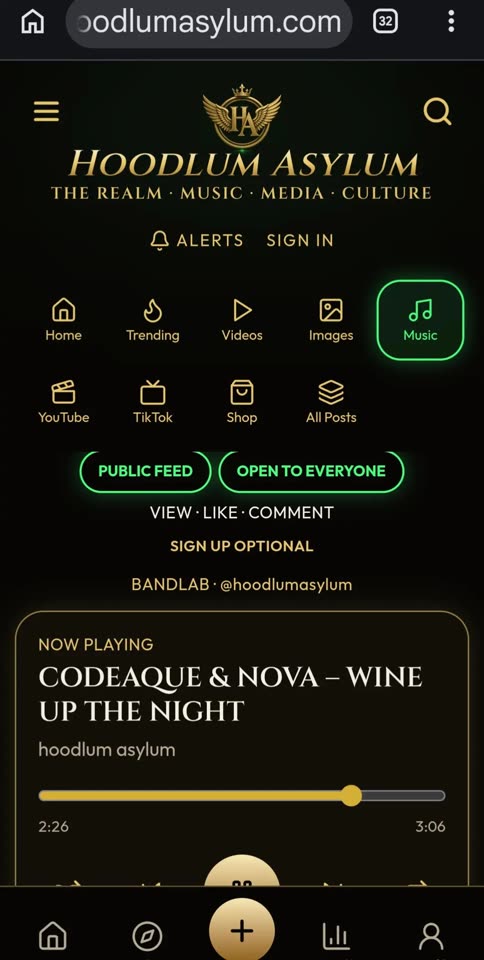 oodlumasylum.com
32
HA
HOODLUM ASYLUM
THE REALM · MUSIC · MEDIA · CULTURE
ALERTS SIGN IN
Home Trending Videos Images Music
YouTube TikTok Shop All Posts
PUBLIC FEED OPEN TO EVERYONE
VIEW · LIKE · COMMENT
SIGN UP OPTIONAL
BANDLAB · @hoodlumasylum
NOW PLAYING
CODEAQUE & NOVA – WINE
UP THE NIGHT
hoodlum asylum
2:26 3:06